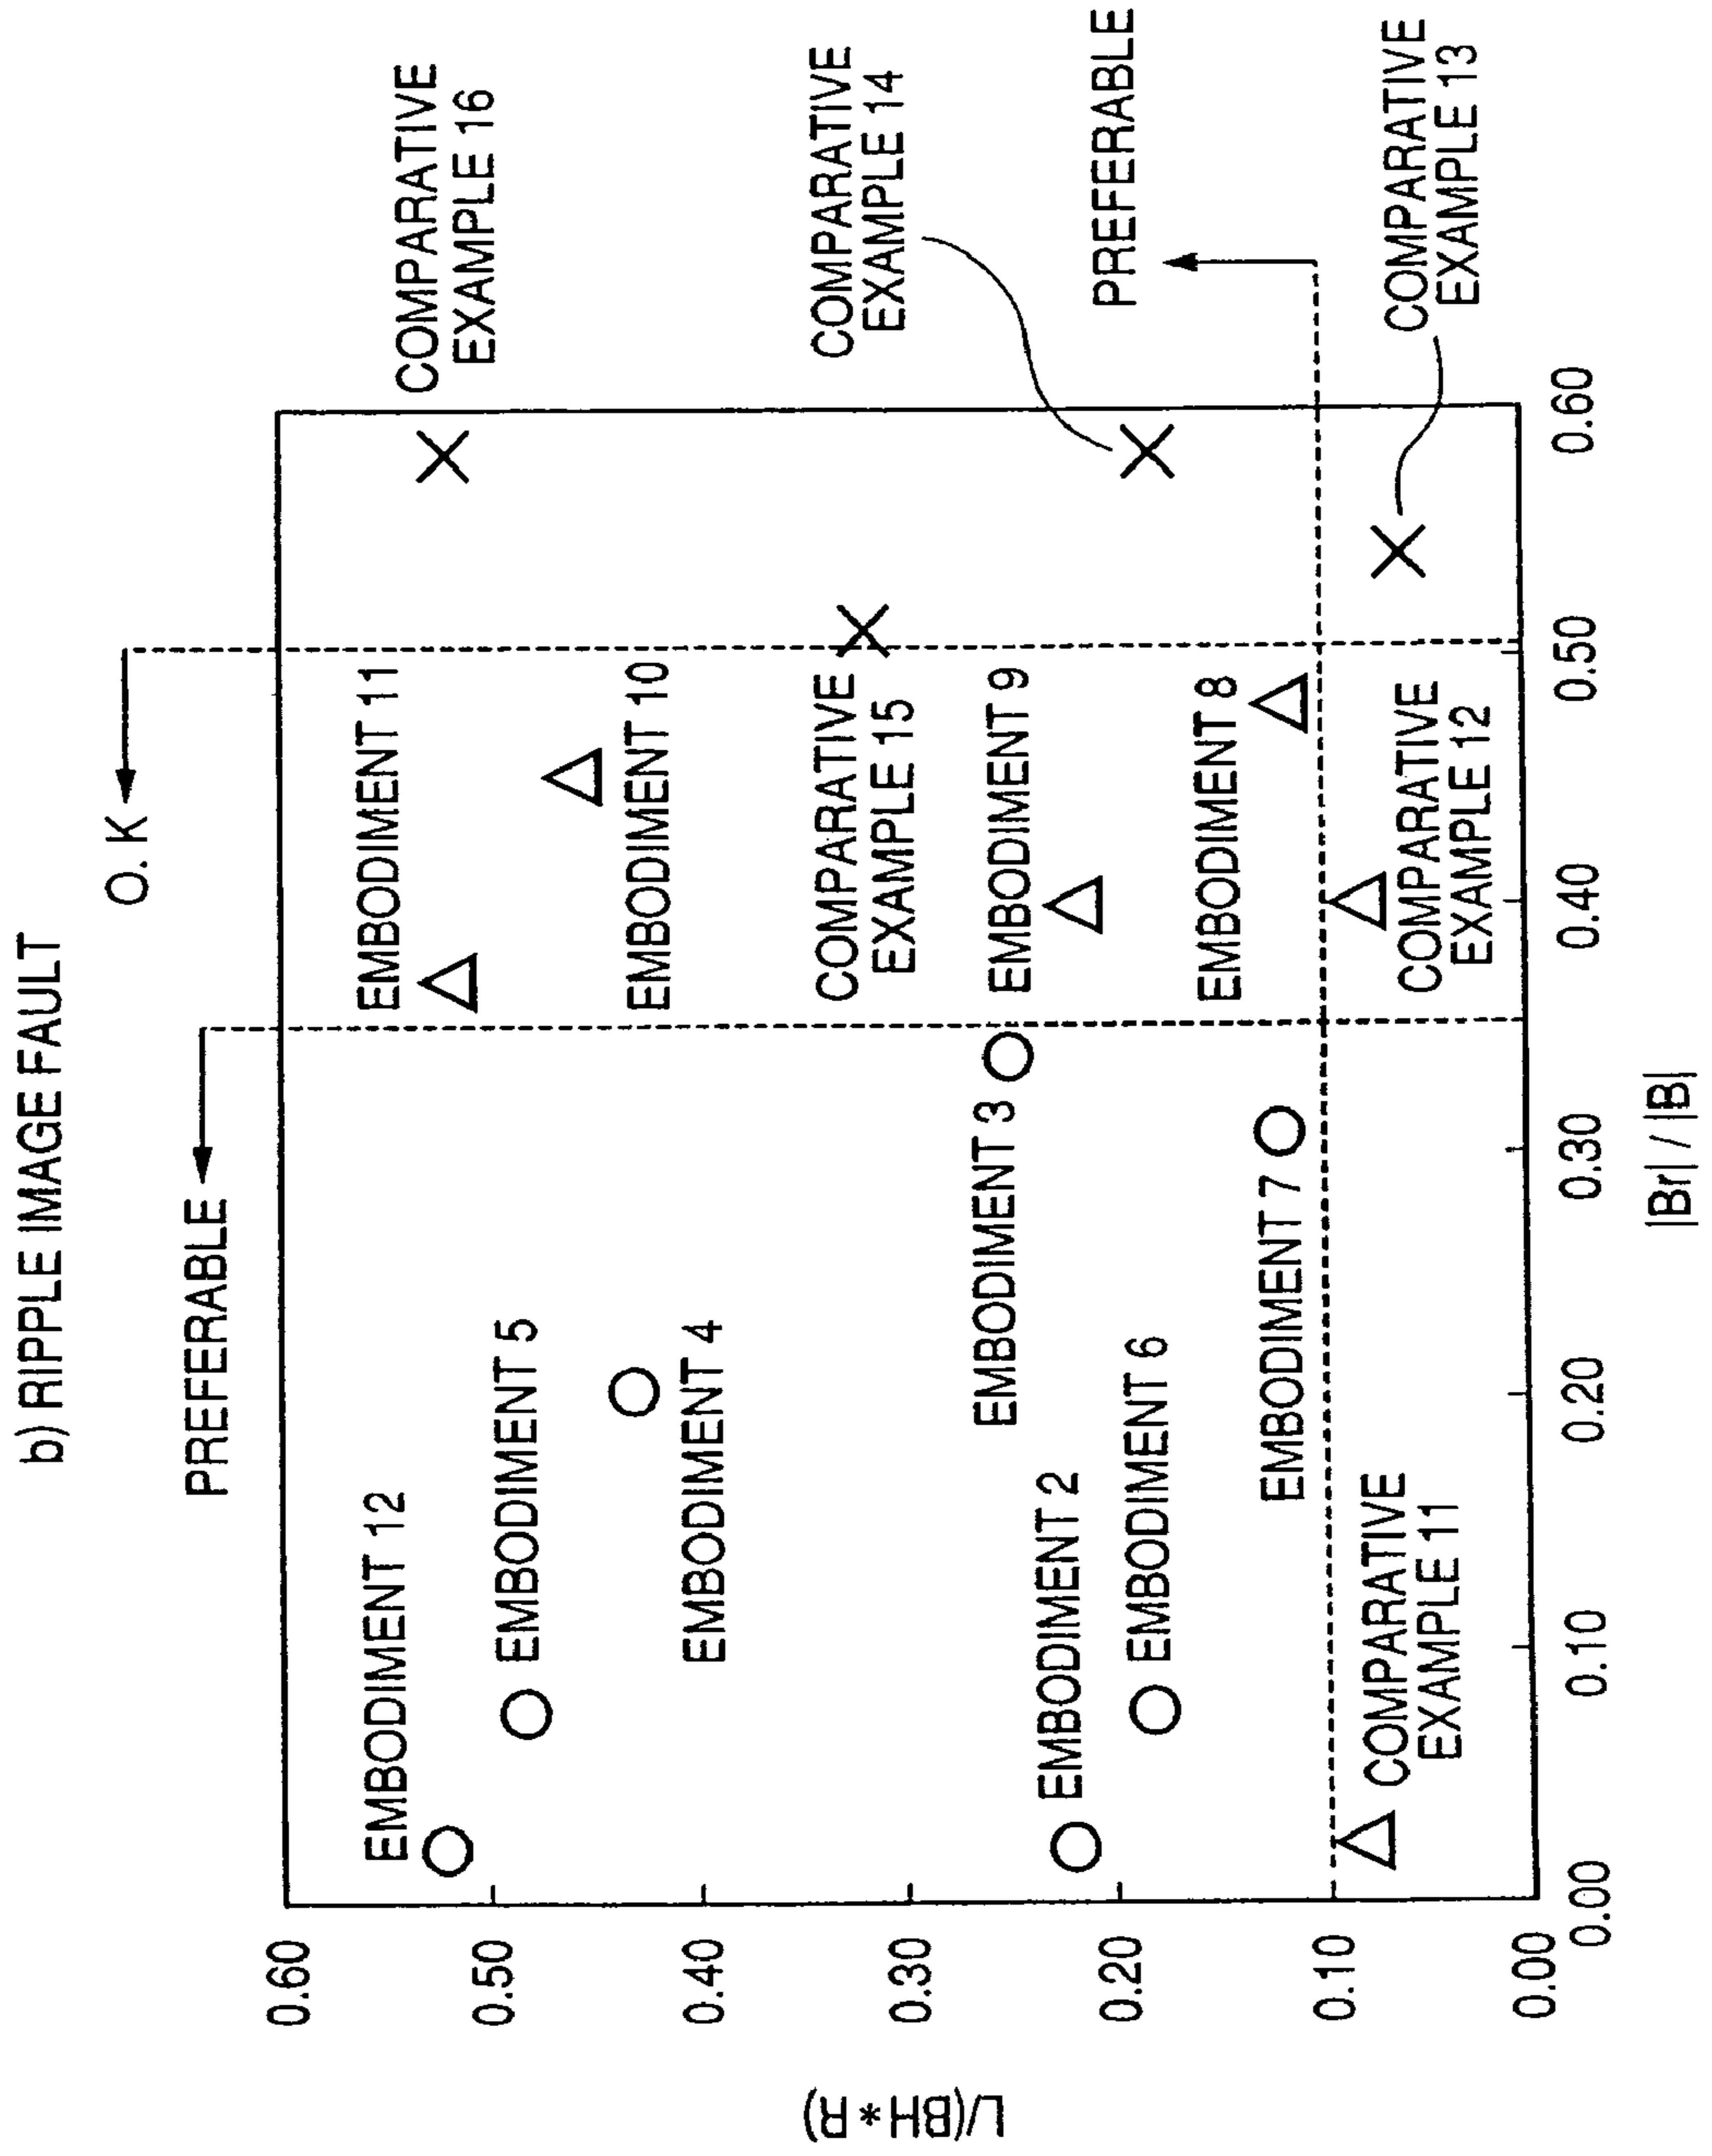 b) RIPPLE IMAGE FAULT
O. K
PREFERABLE
0.60
0.50
0.40
0.30
0.20
0.10
0.00
L/(BH*R)
EMBODIMENT 12
EMBODIMENT 5
EMBODIMENT 4
EMBODIMENT 2
EMBODIMENT 6
EMBODIMENT 3
EMBODIMENT 7
COMPARATIVE
EXAMPLE 11
EMBODIMENT 11
EMBODIMENT 10
COMPARATIVE
EXAMPLE 15
EMBODIMENT 9
EMBODIMENT 8
COMPARATIVE
EXAMPLE 12
COMPARATIVE
EXAMPLE 16
COMPARATIVE
EXAMPLE 14
PREFERABLE
COMPARATIVE
EXAMPLE 13
0.00
0.10
0.20
0.30
0.40
0.50
0.60
|Br| / |B|